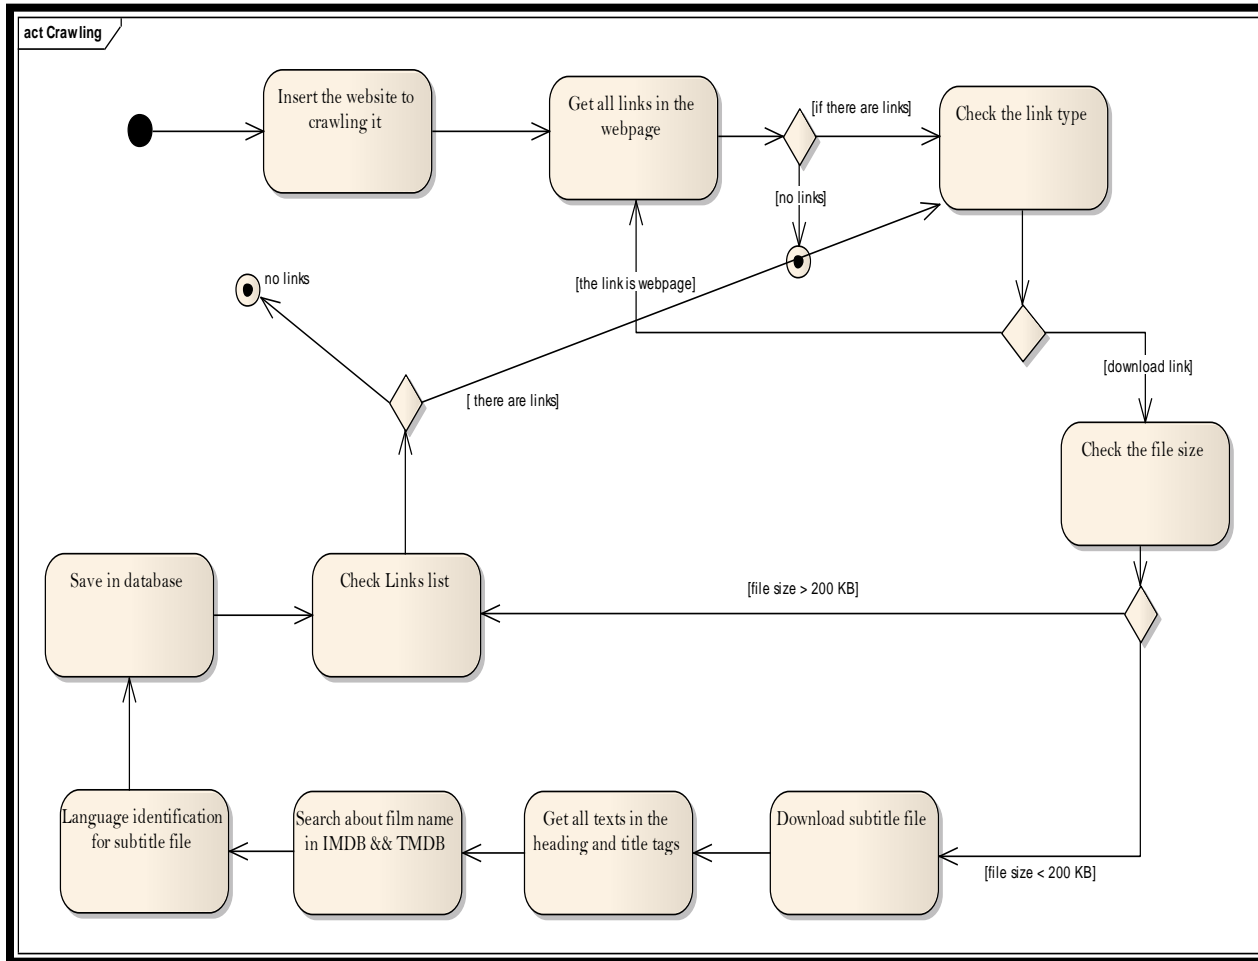 act Crawling
Insert the website to
crawling it
Get all links in the
webpage
[if there are links]
Check the link type
[no links]
no links
[the link is webpage]
[download link]
[ there are links]
Check the file size
Save in database
Check Links list
[file size > 200 KB]
Language identification
for subtitle file
Search about film name
in IMDB && TMDB
Get all texts in the
heading and title tags
Download subtitle file
[file size < 200 KB]